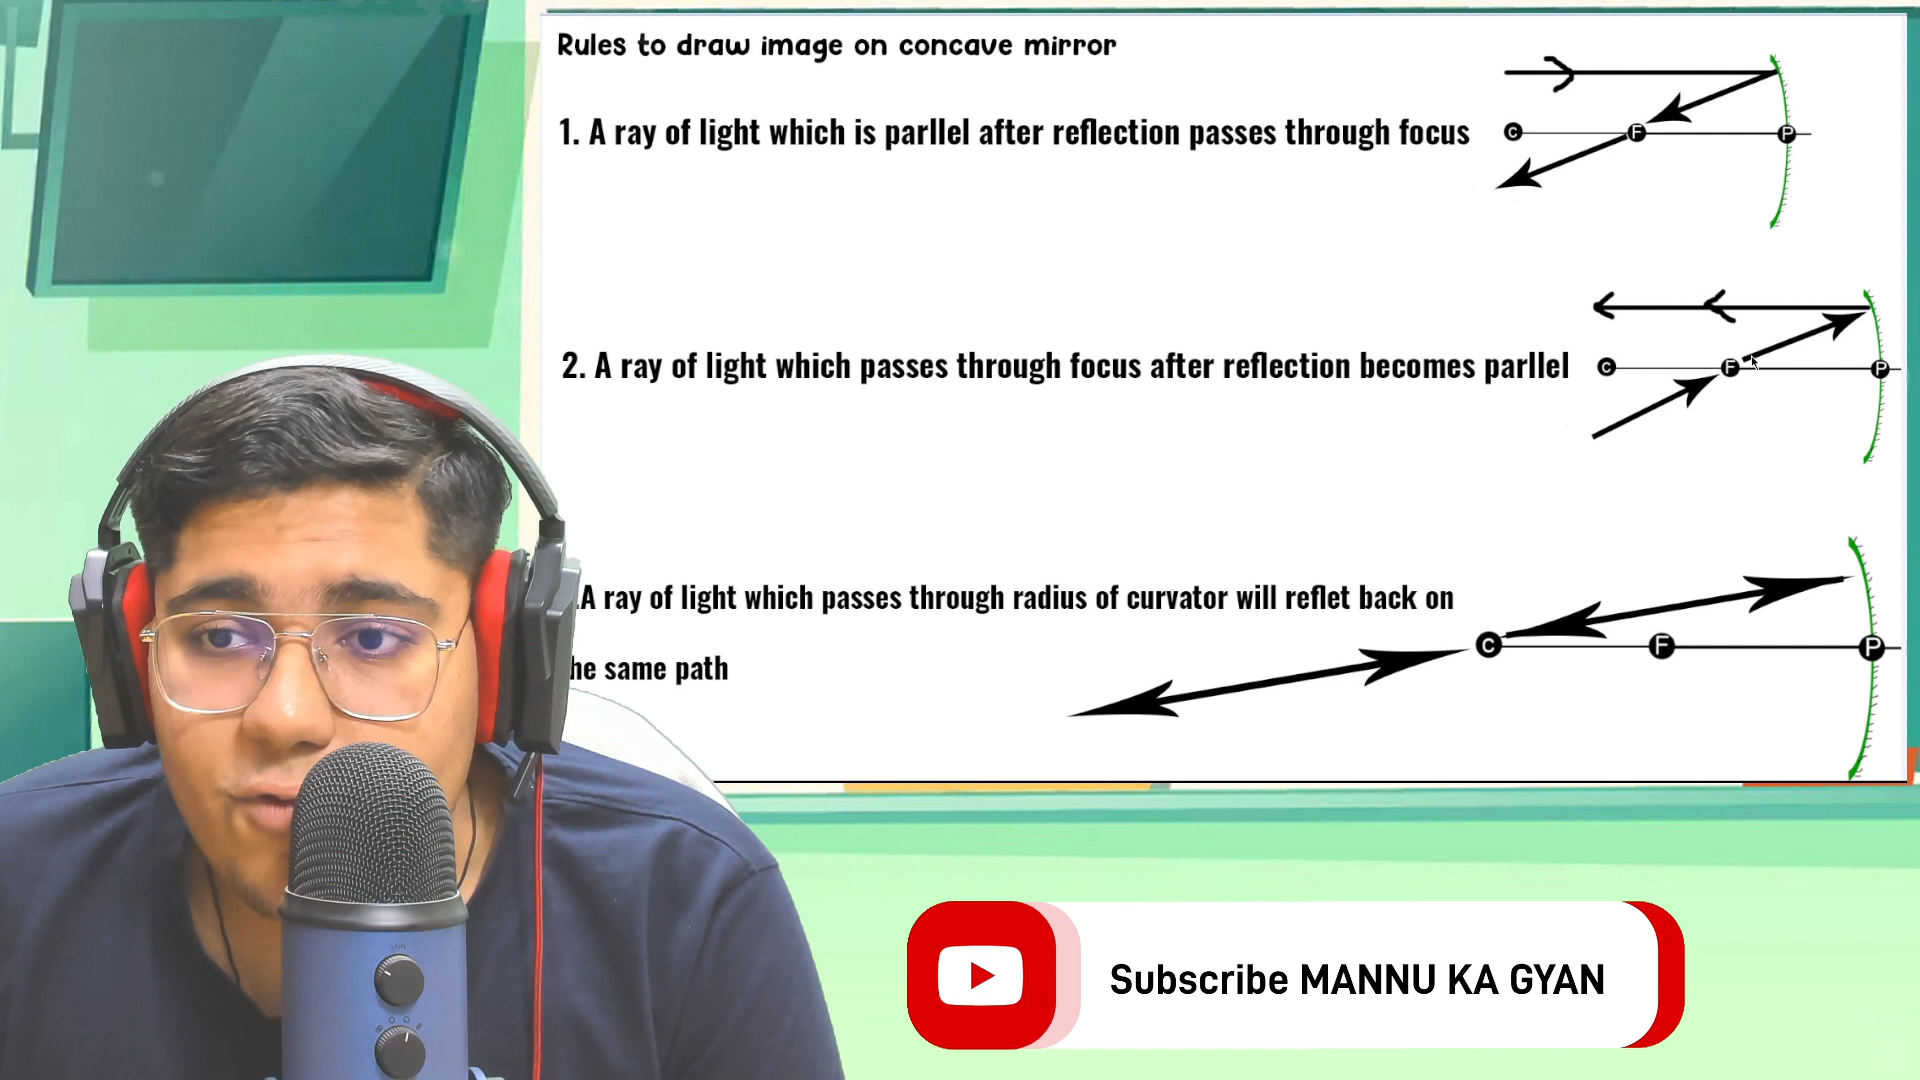 Rules to draw image on concave mirror
1. A ray of light which is parllel after reflection passes through focus
C F P
2. A ray of light which passes through focus after reflection becomes parllel
C F P
.A ray of light which passes through radius of curvator will reflet back on
he same path
C F P
GAIN
Subscribe MANNU KA GYAN